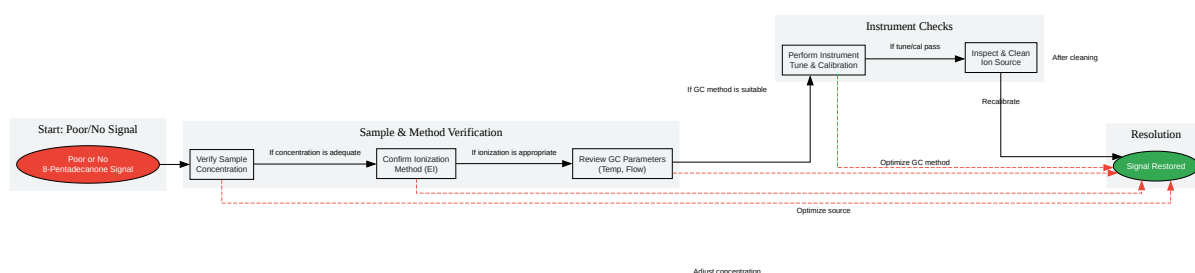 Start: Poor/No Signal
Poor or No
8-Pentadecanone Signal
Sample & Method Verification
Verify Sample
Concentration
If concentration is adequate
Confirm Ionization
Method (EI)
If ionization is appropriate
Review GC Parameters
(Temp, Flow)
If GC method is suitable
Instrument Checks
Perform Instrument
Tune & Calibration
If tune/cal pass
Inspect & Clean
Ion Source
After cleaning
Recalibrate
Optimize GC method
Optimize source
Adjust concentration
Resolution
Signal Restored